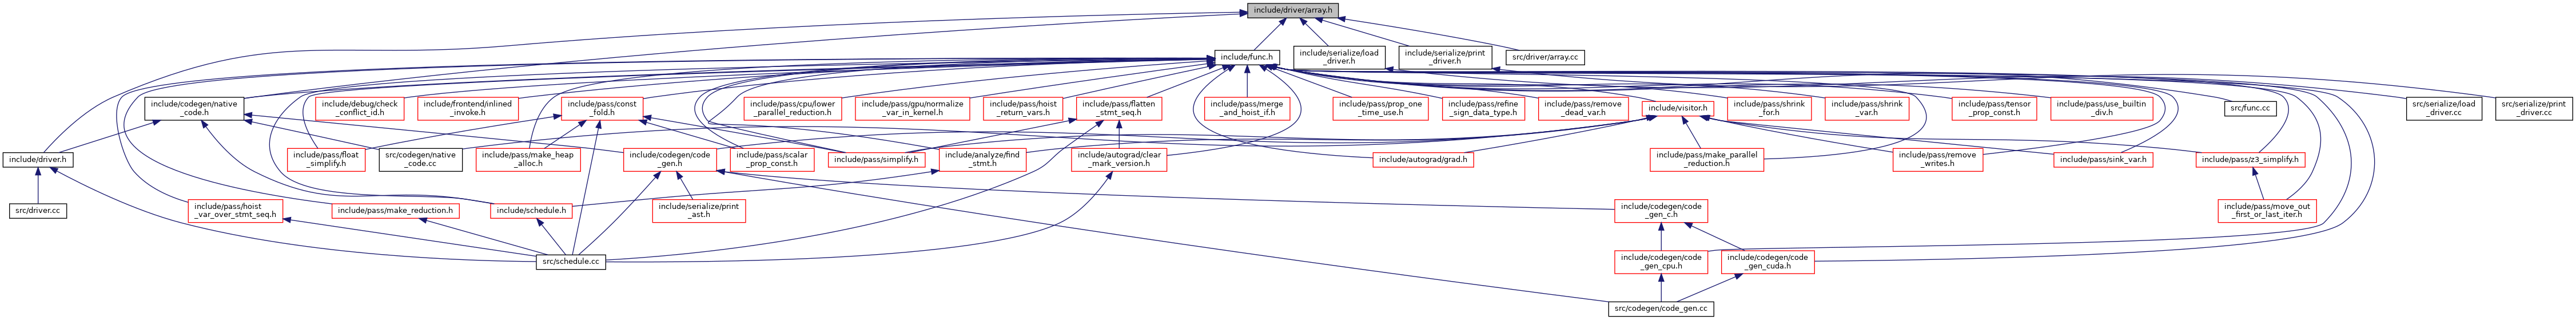 include/driver/array.h
include/func.h
include/serialize/load
_driver.h
include/serialize/print
_driver.h
src/driver/array.cc
include/codegen/native
_code.h
include/debug/check
_conflict_id.h
include/frontend/inlined
_invoke.h
include/pass/const
_fold.h
include/pass/cpu/lower
_parallel_reduction.h
include/pass/gpu/normalize
_var_in_kernel.h
include/pass/hoist
_return_vars.h
include/pass/flatten
_stmt_seq.h
include/pass/merge
_and_hoist_if.h
include/pass/prop_one
_time_use.h
include/pass/refine
_sign_data_type.h
include/pass/remove
_dead_var.h
include/visitor.h
include/pass/shrink
_for.h
include/pass/shrink
_var.h
include/pass/tensor
_prop_const.h
include/pass/use_builtin
_div.h
src/func.cc
src/serialize/load
_driver.cc
src/serialize/print
_driver.cc
include/driver.h
include/pass/float
_simplify.h
src/codegen/native
_code.cc
include/pass/make_heap
_alloc.h
include/codegen/code
_gen.h
include/pass/scalar
_prop_const.h
include/pass/simplify.h
include/analyze/find
_stmt.h
include/autograd/clear
_mark_version.h
include/autograd/grad.h
include/pass/make_parallel
_reduction.h
include/pass/remove
_writes.h
include/pass/sink_var.h
include/pass/z3_simplify.h
src/driver.cc
include/pass/hoist
_var_over_stmt_seq.h
include/pass/make_reduction.h
include/schedule.h
include/serialize/print
_ast.h
include/codegen/code
_gen_c.h
include/pass/move_out
_first_or_last_iter.h
src/schedule.cc
include/codegen/code
_gen_cpu.h
include/codegen/code
_gen_cuda.h
src/codegen/code_gen.cc